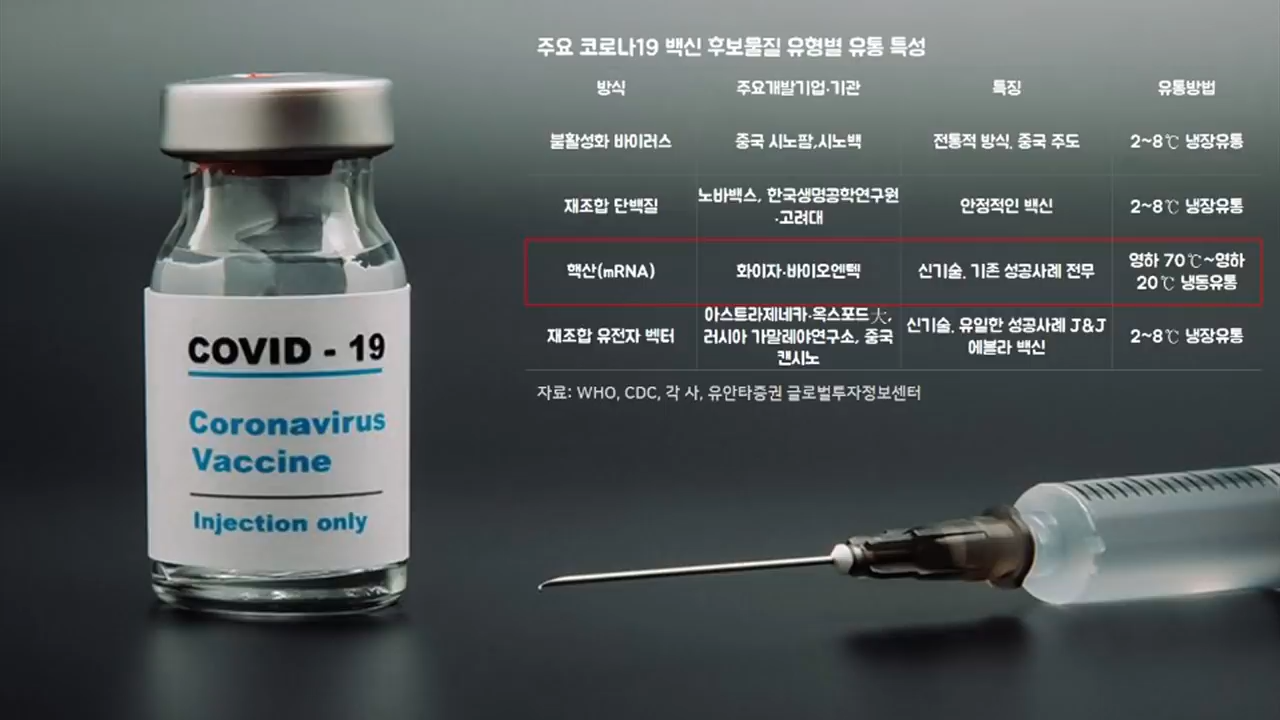 COVID - 19
Coronavirus
Vaccine
Injection only
주요 코로나19 백신 후보물질 유형별 유통 특성
방식 주요개발기업·기관 특징 유통방법
불활성화 바이러스 중국 시노팜,시노백 전통적 방식, 중국 주도 2~8℃ 냉장유통
재조합 단백질 노바백스, 한국생명공학연구원
·고려대 안정적인 백신 2~8℃ 냉장유통
핵산(mRNA) 화이자·바이오엔텍 신기술, 기존 성공사례 전무 영하 70℃~영하
20℃ 냉동유통
재조합 유전자 벡터 아스트라제네카·옥스포드大,
러시아 가말레야연구소, 중국
캔시노 신기술, 유일한 성공사례 J&J
에볼라 백신 2~8℃ 냉장유통
자료: WHO, CDC, 각 사, 유안타증권 글로벌투자정보센터